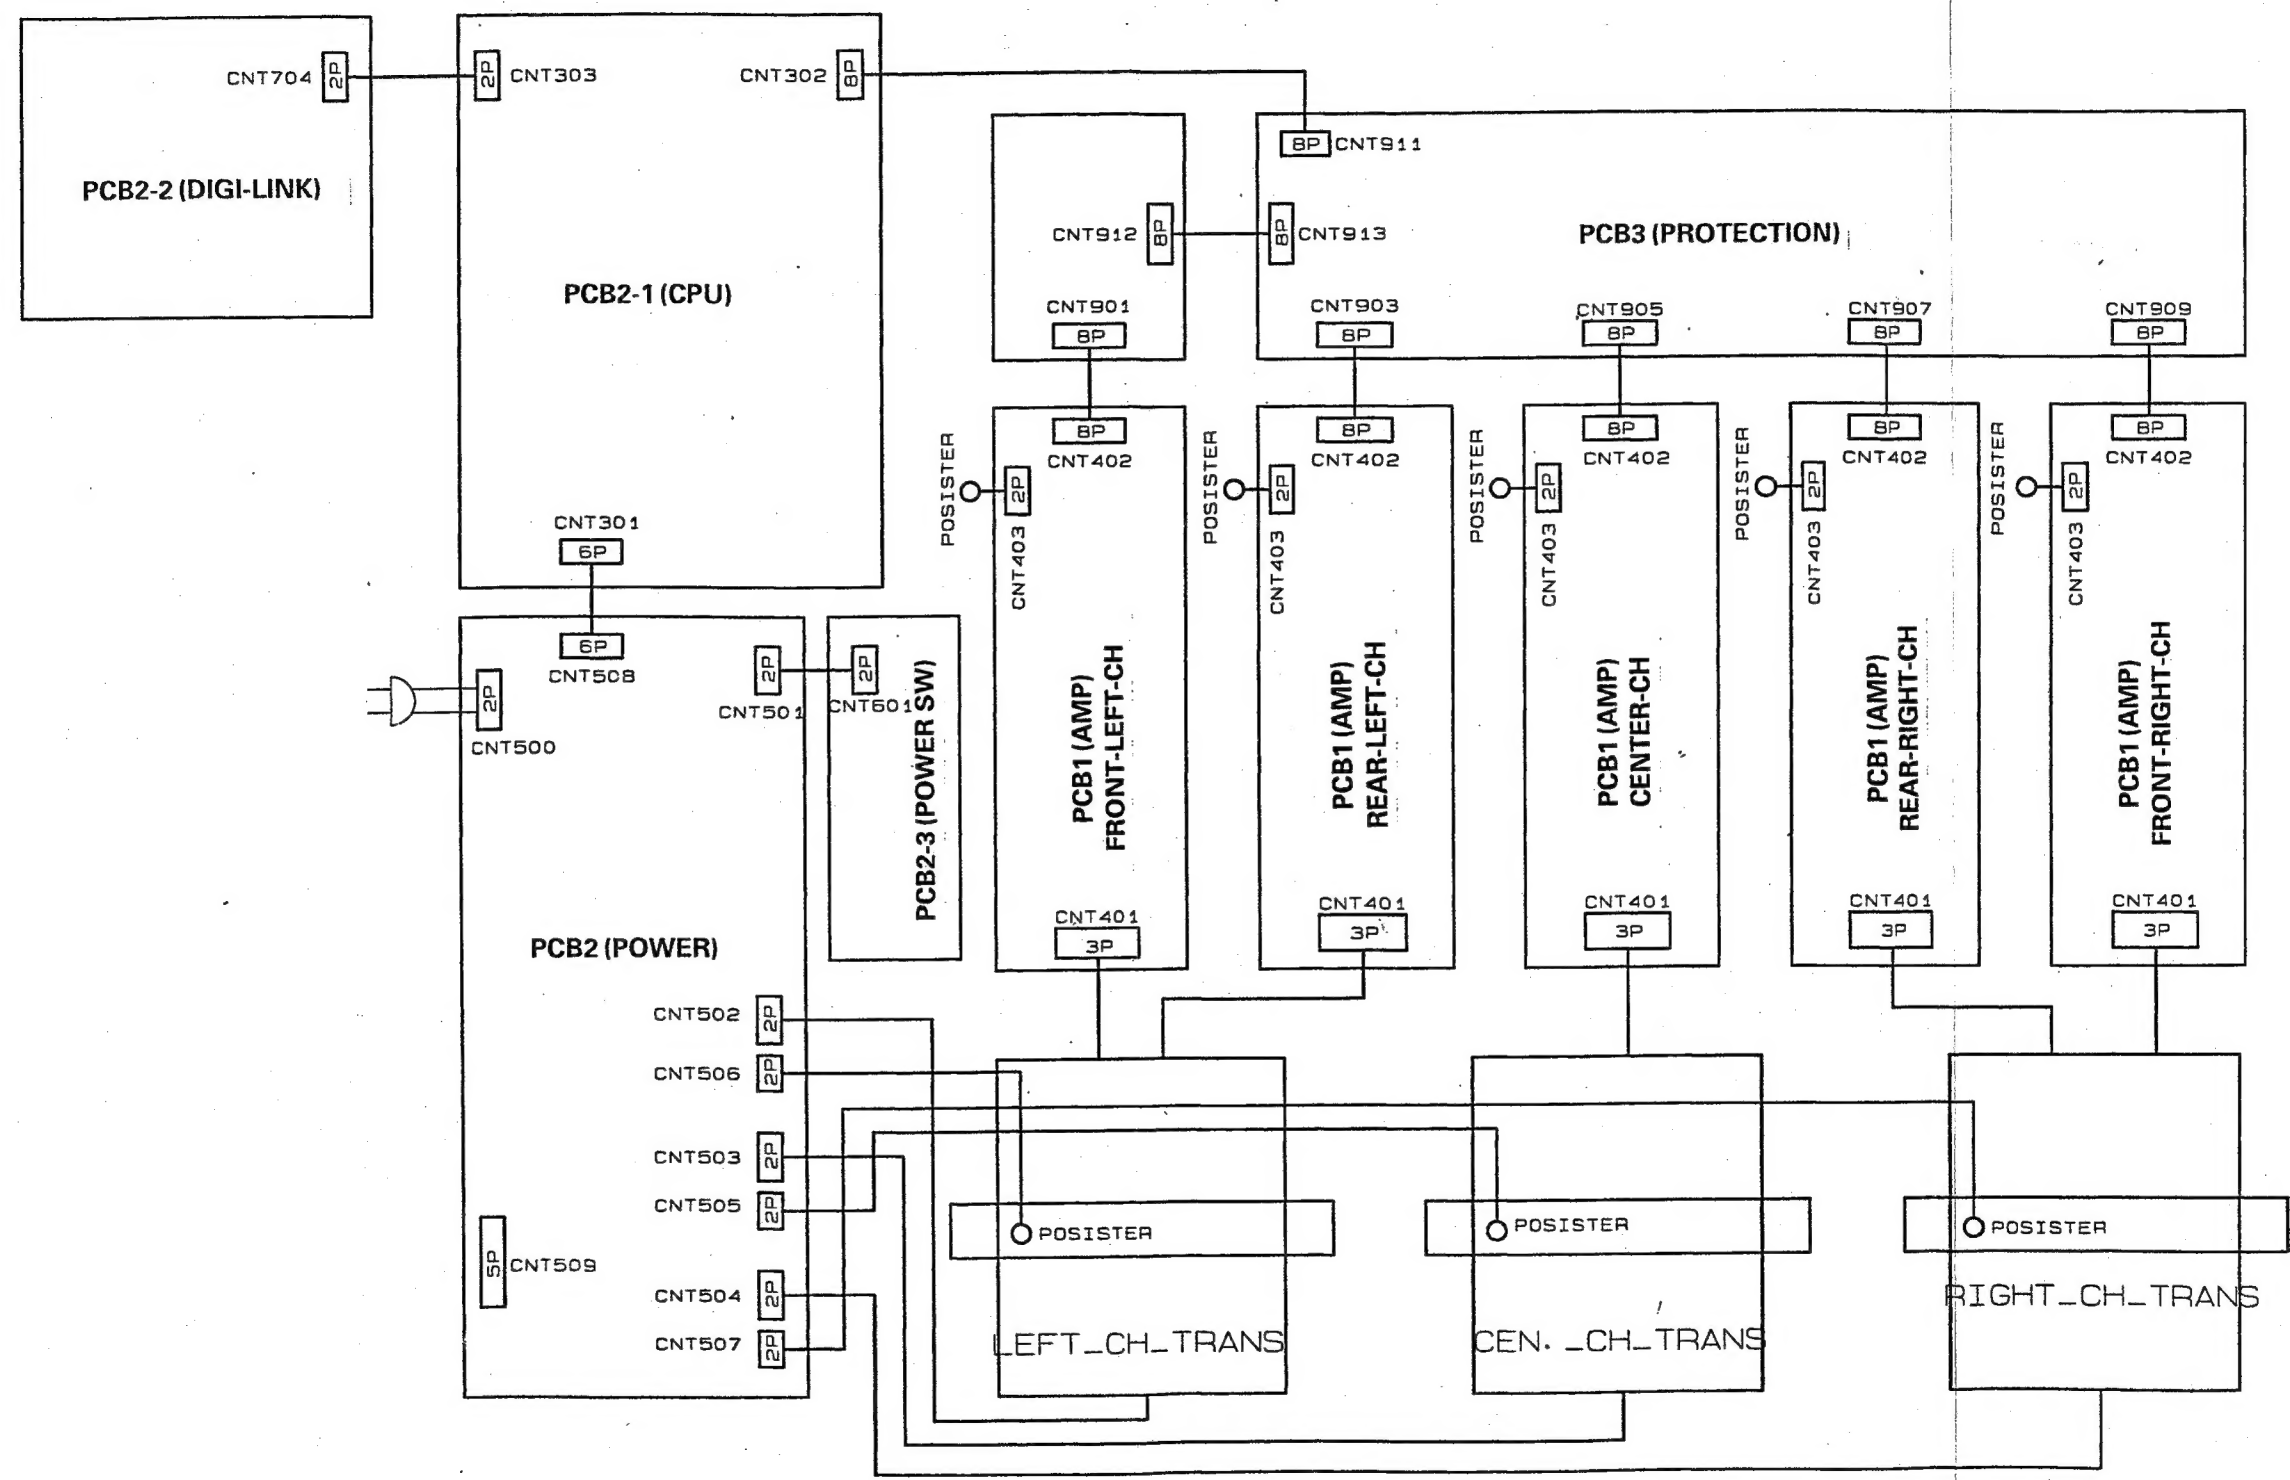 CNT704
2P
2P
CNT303
CNT302
8P
PCB2-2 (DIGI-LINK)
PCB2-1 (CPU)
CNT301
6P
8P
CNT911
CNT912
8P
8P
CNT913
PCB3 (PROTECTION)
CNT901
8P
CNT903
8P
CNT905
8P
CNT907
8P
CNT909
8P
8P
CNT402
POSISTER
2P
CNT403
PCB1 (AMP)
FRONT-LEFT-CH
CNT401
3P
8P
CNT402
POSISTER
2P
CNT403
PCB1 (AMP)
REAR-LEFT-CH
CNT401
3P
8P
CNT402
POSISTER
2P
CNT403
PCB1 (AMP)
CENTER-CH
CNT401
3P
8P
CNT402
POSISTER
2P
CNT403
PCB1 (AMP)
REAR-RIGHT-CH
CNT401
3P
8P
CNT402
POSISTER
2P
CNT403
PCB1 (AMP)
FRONT-RIGHT-CH
CNT401
3P
6P
CNT508
2P
CNT500
2P
CNT501
2P
CNT601
PCB2-3 (POWER SW)
PCB2 (POWER)
CNT502
2P
CNT506
2P
CNT503
2P
CNT505
2P
5P
CNT509
CNT504
2P
CNT507
2P
POSISTER
LEFT_CH_TRANS
POSISTER
CEN._CH_TRANS
POSISTER
RIGHT_CH_TRANS